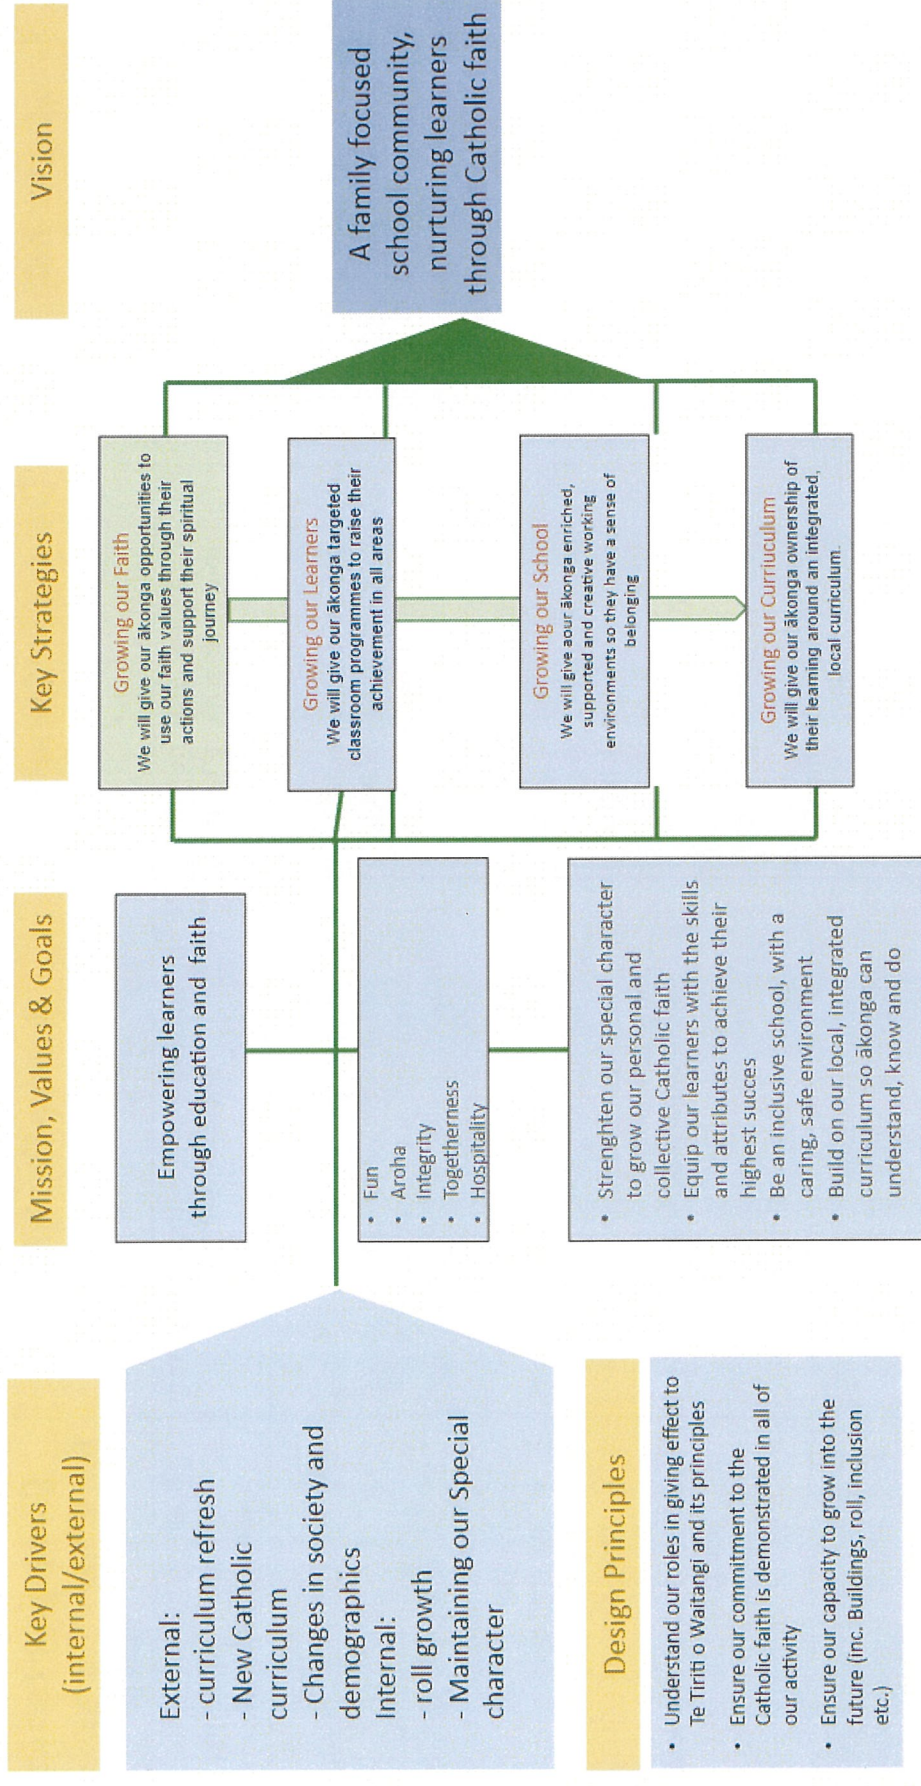 Key Drivers
(internal/external)
External:
- curriculum refresh
- New Catholic
curriculum
- Changes in society and
demographics
Internal:
- roll growth
- Maintaining our Special
character
Design Principles
• Understand our roles in giving effect to
Te Tiriti o Waitangi and its principles
• Ensure our commitment to the
Catholic faith is demonstrated in all of
our activity
• Ensure our capacity to grow into the
future (inc. Buildings, roll, inclusion
etc.)
Mission, Values & Goals
Empowering learners
through education and faith
• Fun
• Aroha
• Integrity
• Togetherness
• Hospitality
• Strenghten our special character
to grow our personal and
collective Catholic faith
• Equip our learners with the skills
and attributes to achieve their
highest succes
• Be an inclusive school, with a
caring, safe environment
• Build on our local, integrated
curriculum so ākonga can
understand, know and do
Key Strategies
Growing our Faith
We will give our ākonga opportunities to
use our faith values through their
actions and support their spiritual
journey
Growing our Learners
We will give our ākonga targeted
classroom programmes to raise their
achievement in all areas
Growing our School
We will give aour ākonga enriched,
supported and creative working
environments so they have a sense of
belonging
Growing our Curriuculum
We will give our ākonga ownership of
their learning around an integrated,
local curriculum.
Vision
A family focused
school community,
nurturing learners
through Catholic faith